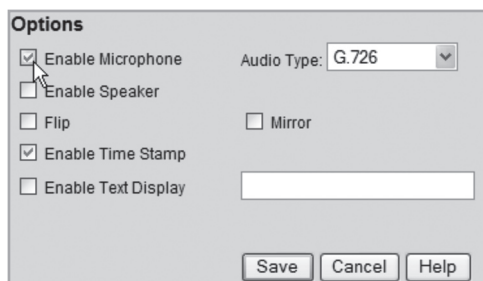 Options
Enable Microphone Audio Type: G.726
Enable Speaker
Flip Mirror
Enable Time Stamp
Enable Text Display
Save Cancel Help